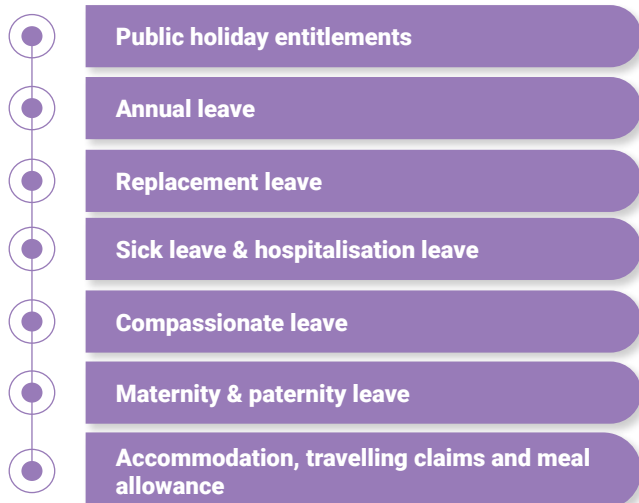 Public holiday entitlements
Annual leave
Replacement leave
Sick leave & hospitalisation leave
Compassionate leave
Maternity & paternity leave
Accommodation, travelling claims and meal
allowance